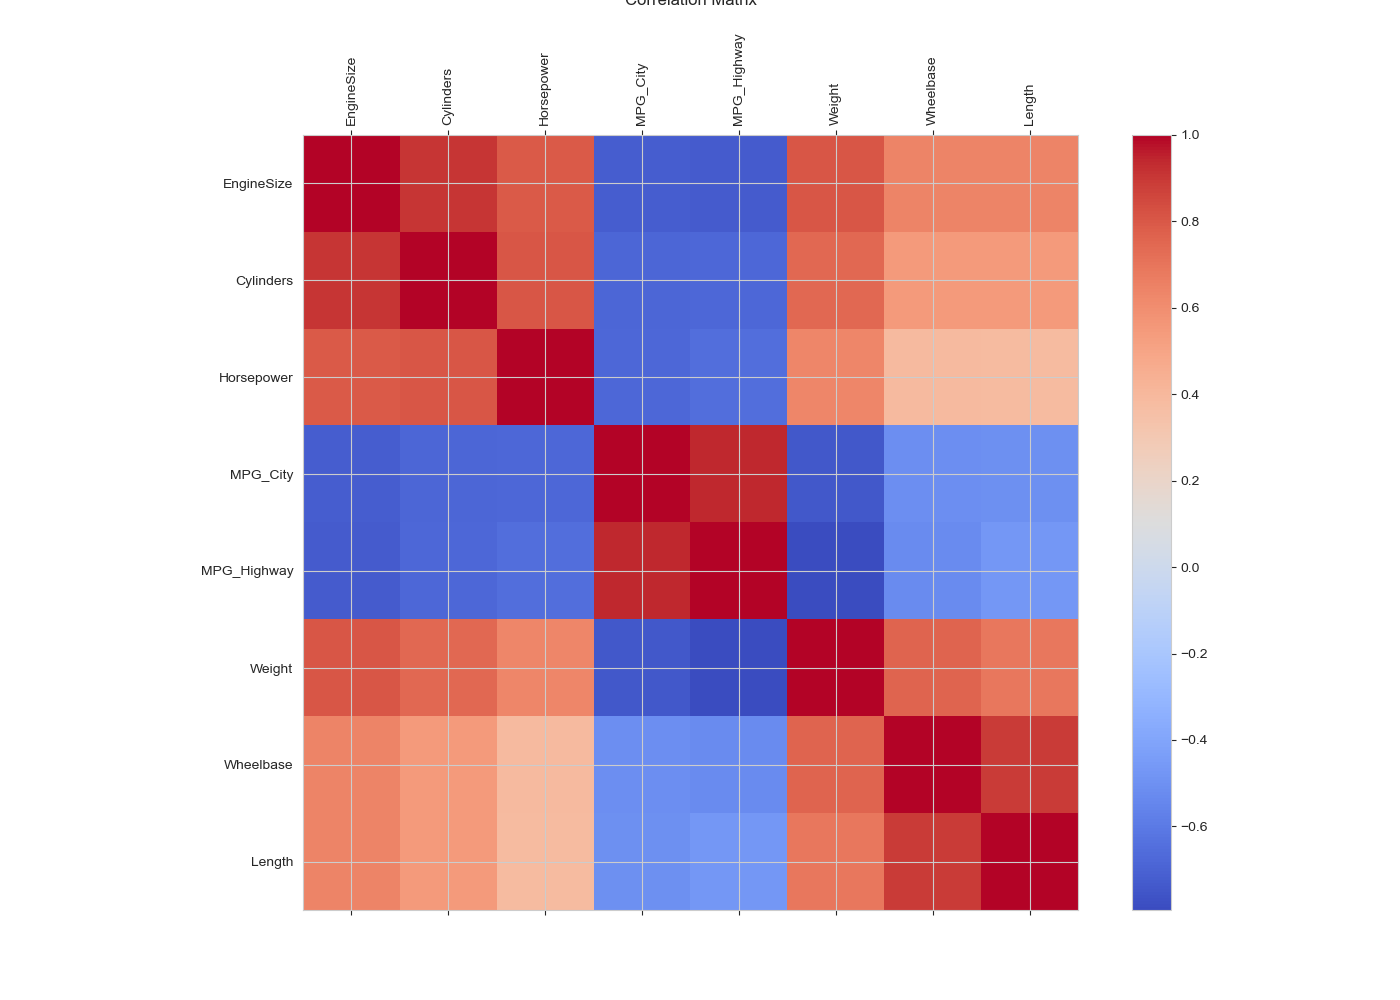 Correlation Matrix
EngineSize
Cylinders
Horsepower
MPG_City
MPG_Highway
Weight
Wheelbase
Length
EngineSize
Cylinders
Horsepower
MPG_City
MPG_Highway
Weight
Wheelbase
Length
1.0
0.8
0.6
0.4
0.2
0.0
−0.2
−0.4
−0.6